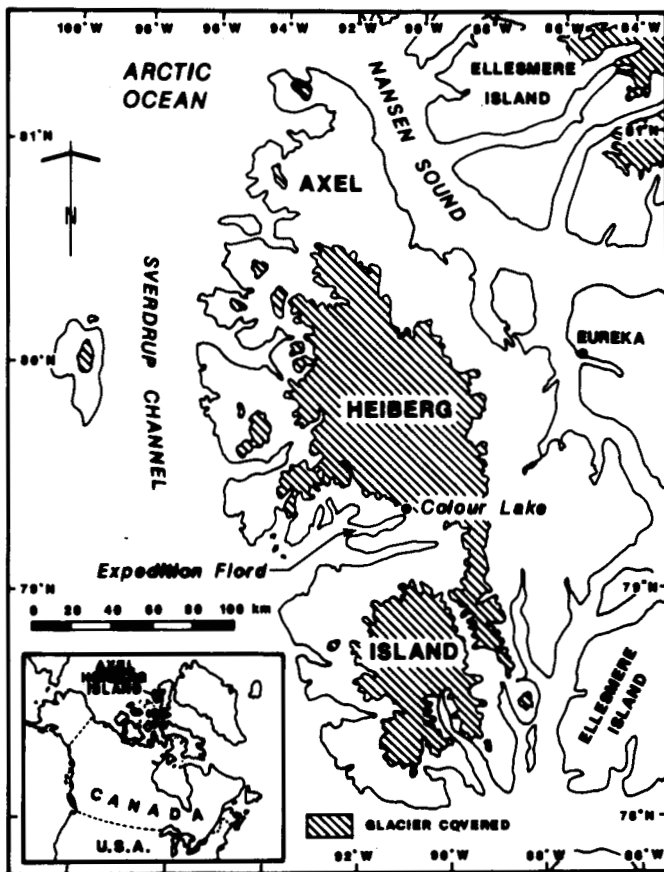 100°W 98°W 96°W 94°W 92°W 90°W 88°W 86°W 84°W
ARCTIC
OCEAN
NANSEN SOUND
ELLESMERE
ISLAND
81°N
81°N
N
AXEL
SVERDRUP CHANNEL
80°N
EUREKA
HEIBERG
Colour Lake
Expedition Fiord
79°N
79°N
0 20 40 60 80 100 km
ISLAND
ELLESMERE
ISLAND
AXEL
HEIBERG
ISLAND
CANADA
U.S.A.
GLACIER COVERED
78°N
92°W 90°W 88°W 86°W